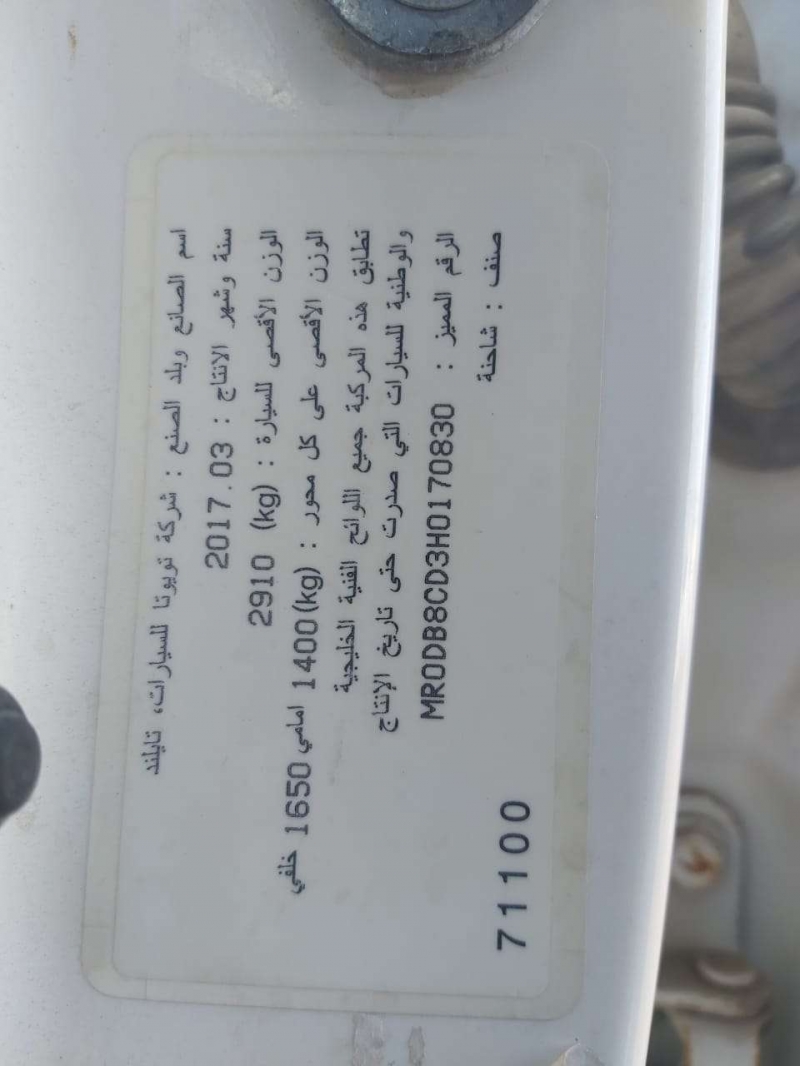 اسم الصانع وبلد الصنع : شركة تويوتا للسيارات، تايلند
سنة وشهر الانتاج : 2017.03
الوزن الأقصى للسيارة : 2910 (kg)
الوزن الأقصى على كل محور : 1400(kg) امامي 1650 خلفي
تطابق هذه المركبة جميع اللوائح الفنية الخليجية
والوطنية للسيارات التي صدرت حتى تاريخ الإنتاج
الرقم المميز : MR0DB8CD3H0170830
صنف : شاحنة
71100